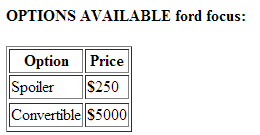 OPTIONS AVAILABLE ford focus:
Option Price
Spoiler $250
Convertible $5000